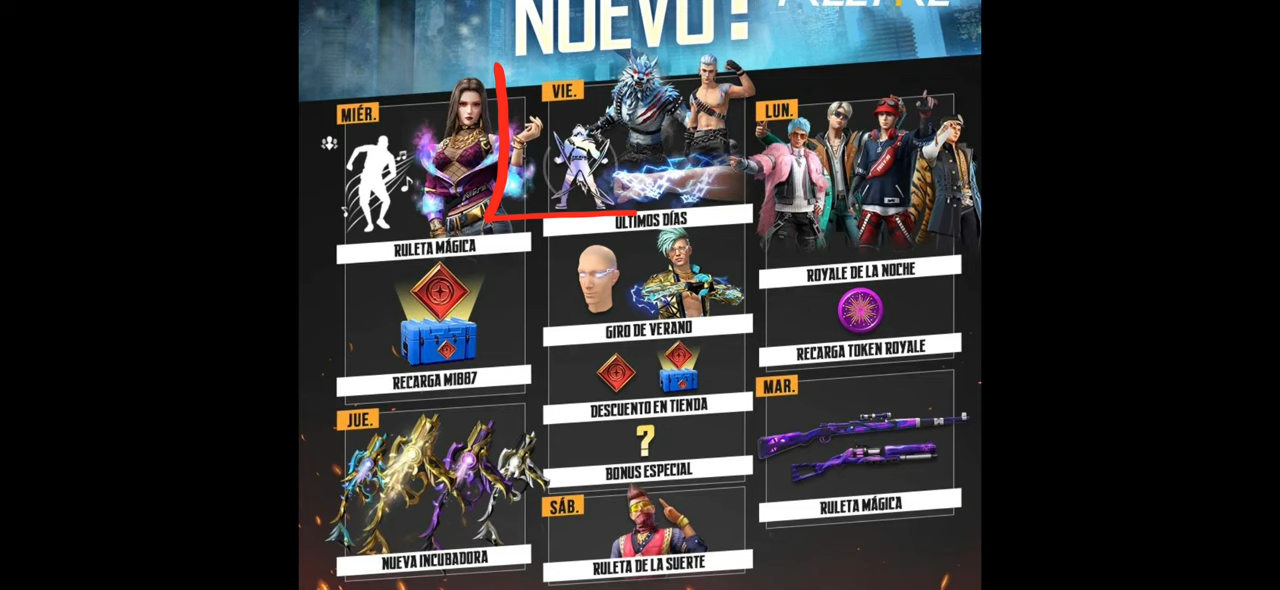 NUEVO!
MIÉR.
RULETA MÁGICA
RECARGA M1887
JUE.
NUEVA INCUBADORA
VIE.
ÚLTIMOS DÍAS
GIRO DE VERANO
DESCUENTO EN TIENDA
?
BONUS ESPECIAL
SÁB.
RULETA DE LA SUERTE
LUN.
ROYALE DE LA NOCHE
RECARGA TOKEN ROYALE
MAR.
RULETA MÁGICA